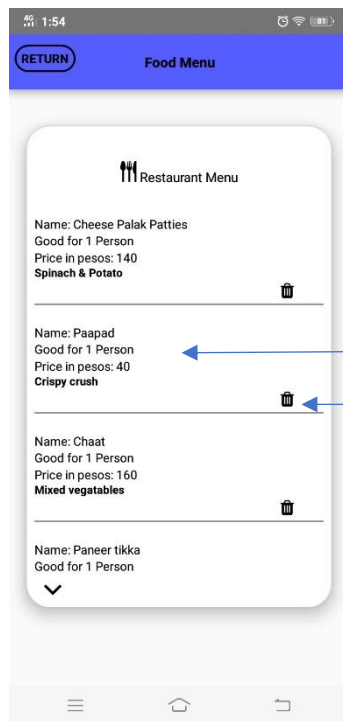 4G 1:54 81
RETURN
Food Menu
Restaurant Menu
Name: Cheese Palak Patties
Good for 1 Person
Price in pesos: 140
Spinach & Potato
Name: Paapad
Good for 1 Person
Price in pesos: 40
Crispy crush
Name: Chaat
Good for 1 Person
Price in pesos: 160
Mixed vegatables
Name: Paneer tikka
Good for 1 Person